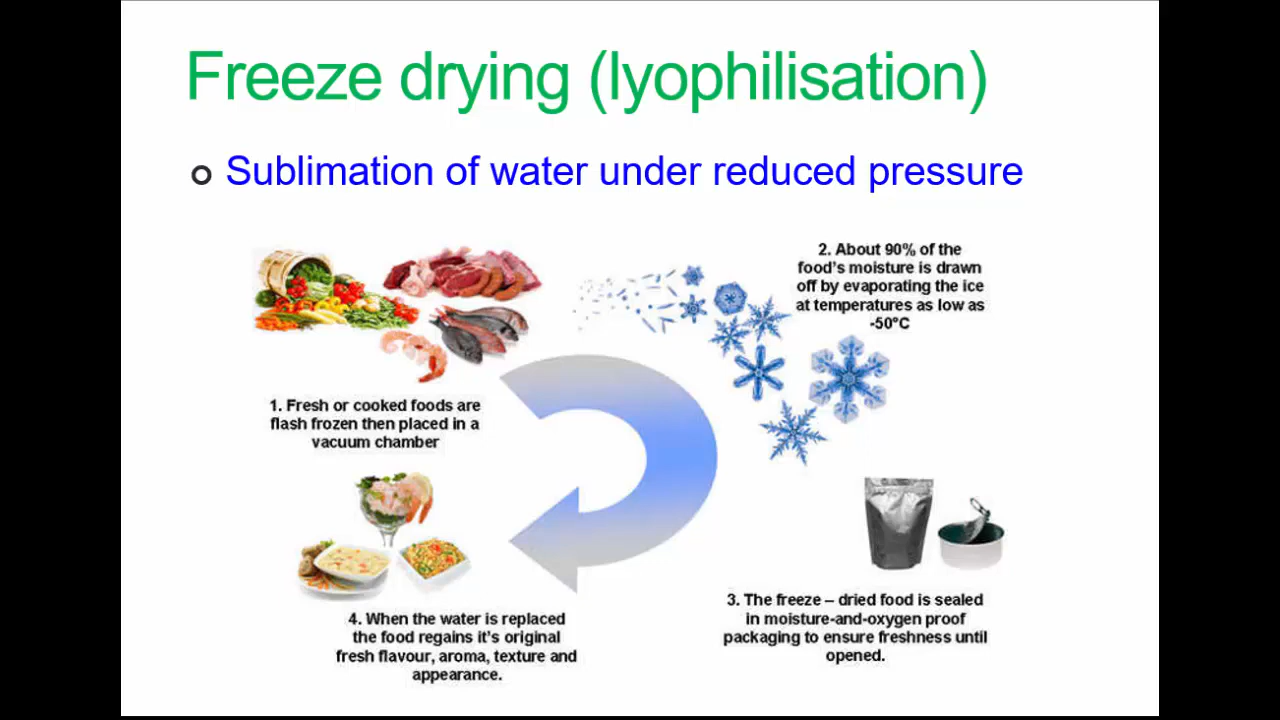 Freeze drying (lyophilisation)
Sublimation of water under reduced pressure
1. Fresh or cooked foods are
flash frozen then placed in a
vacuum chamber
2. About 90% of the
food's moisture is drawn
off by evaporating the ice
at temperatures as low as
-50°C
3. The freeze – dried food is sealed
in moisture-and-oxygen proof
packaging to ensure freshness until
opened.
4. When the water is replaced
the food regains it's original
fresh flavour, aroma, texture and
appearance.